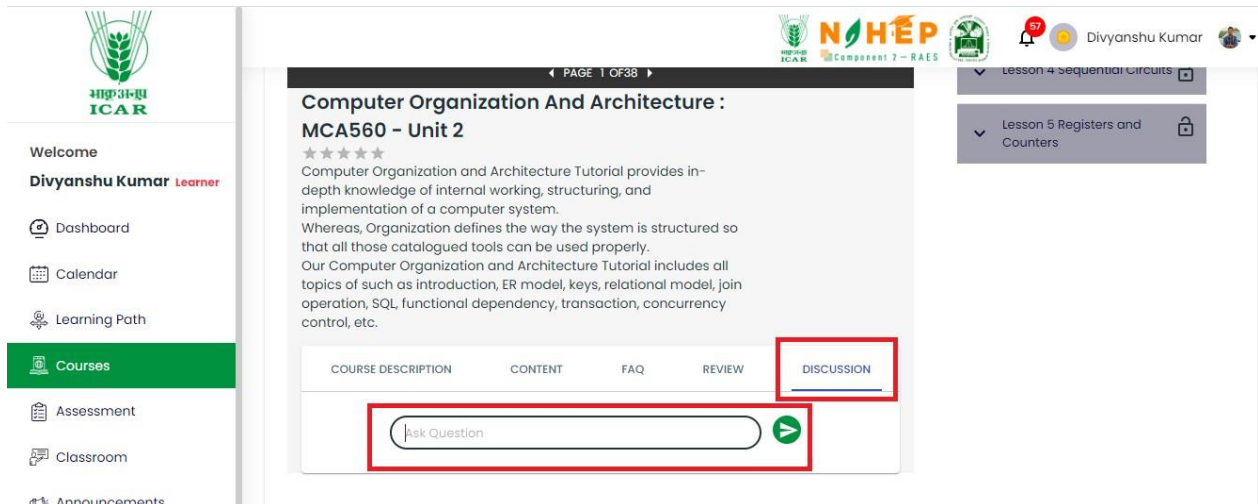 भाकृअनुप
ICAR
Welcome
Divyanshu Kumar Learner
Dashboard
Calendar
Learning Path
Courses
Assessment
Classroom
Announcements
ICAR
NAHEP
Component 2 – RAES
57
Divyanshu Kumar
PAGE 1 OF38
Computer Organization And Architecture :
MCA560 - Unit 2
Computer Organization and Architecture Tutorial provides in-
depth knowledge of internal working, structuring, and
implementation of a computer system.
Whereas, Organization defines the way the system is structured so
that all those catalogued tools can be used properly.
Our Computer Organization and Architecture Tutorial includes all
topics of such as introduction, ER model, keys, relational model, join
operation, SQL, functional dependency, transaction, concurrency
control, etc.
COURSE DESCRIPTION CONTENT FAQ REVIEW DISCUSSION
Ask Question
Lesson 4 Sequential Circuits
Lesson 5 Registers and
Counters